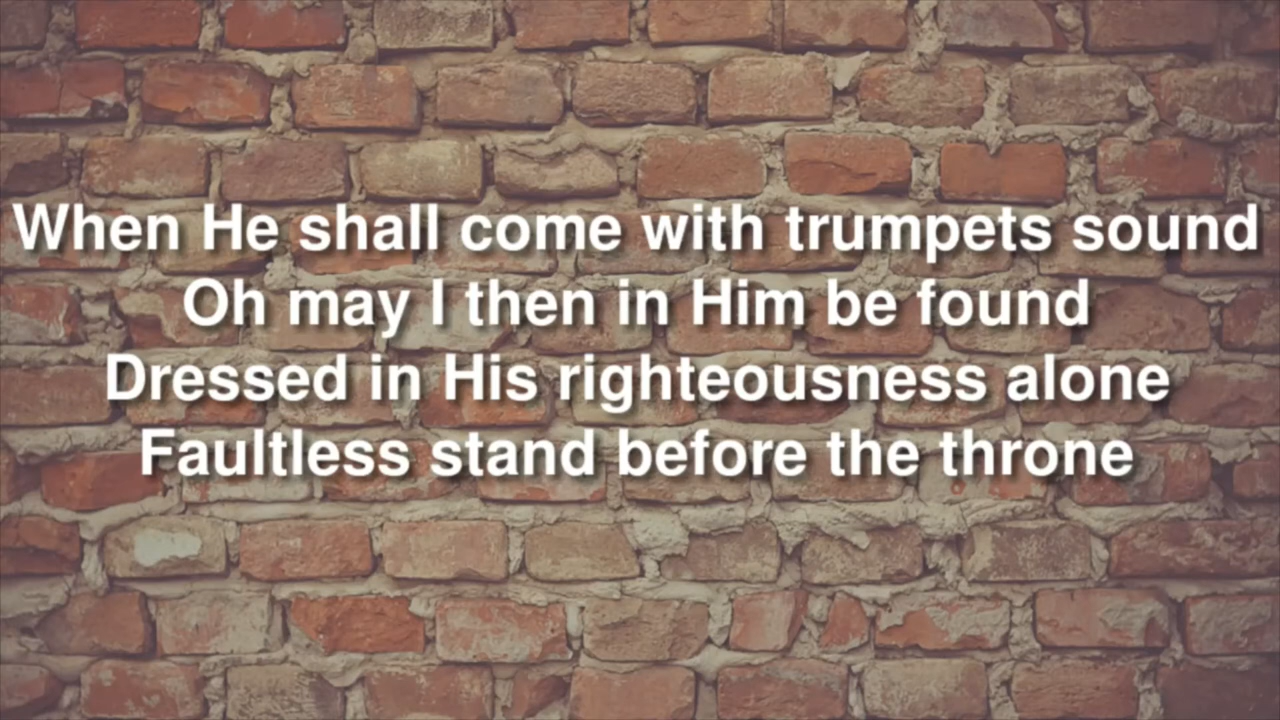 When He shall come with trumpets sound
Oh may I then in Him be found
Dressed in His righteousness alone
Faultless stand before the throne